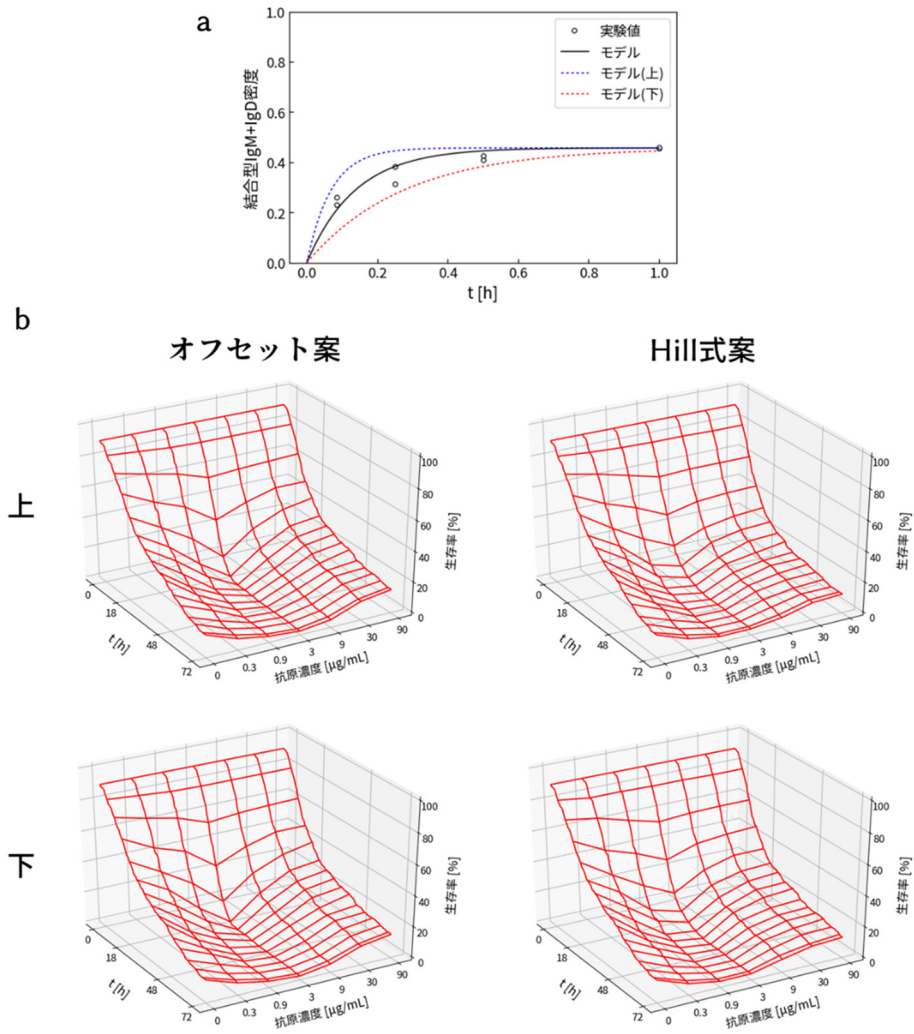 a
1.0
0.8
0.6
0.4
0.2
0.0
結合型IgM+IgD密度
実験値
モデル
モデル(上)
モデル(下)
0.0 0.2 0.4 0.6 0.8 1.0
t [h]
b
オフセット案 Hill式案
上
100
80
60
40
20
0
生存率 [%]
0
18
48
72
t [h]
0 0.3 0.9 3 9 30 90
抗原濃度 [μg/mL]
100
80
60
40
20
0
生存率 [%]
0
18
48
72
t [h]
0 0.3 0.9 3 9 30 90
抗原濃度 [μg/mL]
下
100
80
60
40
20
0
生存率 [%]
0
18
48
72
t [h]
0 0.3 0.9 3 9 30 90
抗原濃度 [μg/mL]
100
80
60
40
20
0
生存率 [%]
0
18
48
72
t [h]
0 0.3 0.9 3 9 30 90
抗原濃度 [μg/mL]